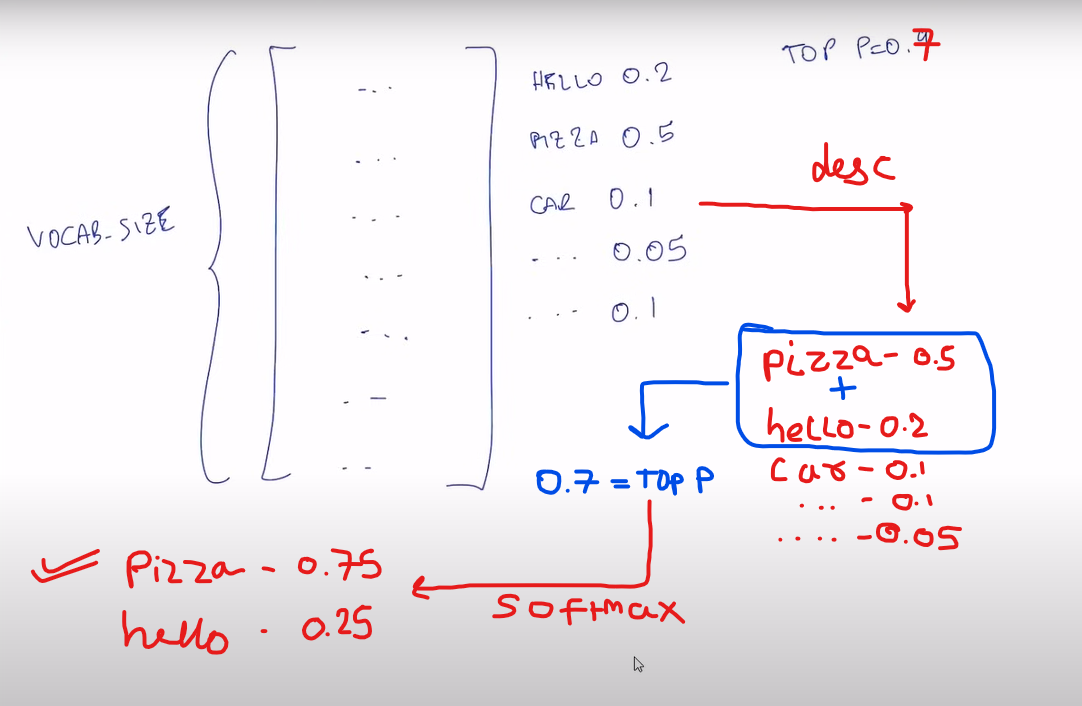 TOP P=0.7
HELLO 0.2
PIZZA 0.5
CAR 0.1
... 0.05
... 0.1
VOCAB_SIZE
desc
pizza - 0.5
+
hello - 0.2
car - 0.1
... - 0.1
.... - 0.05
0.7 = TOP P
softmax
Pizza - 0.75
hello - 0.25